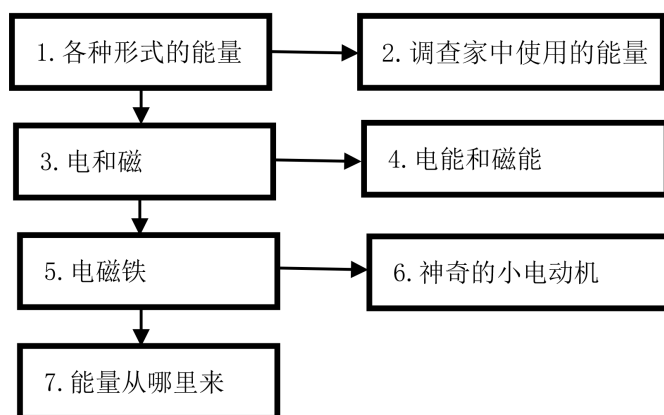 1.各种形式的能量
2.调查家中使用的能量
3.电和磁
4.电能和磁能
5.电磁铁
6.神奇的小电动机
7.能量从哪里来